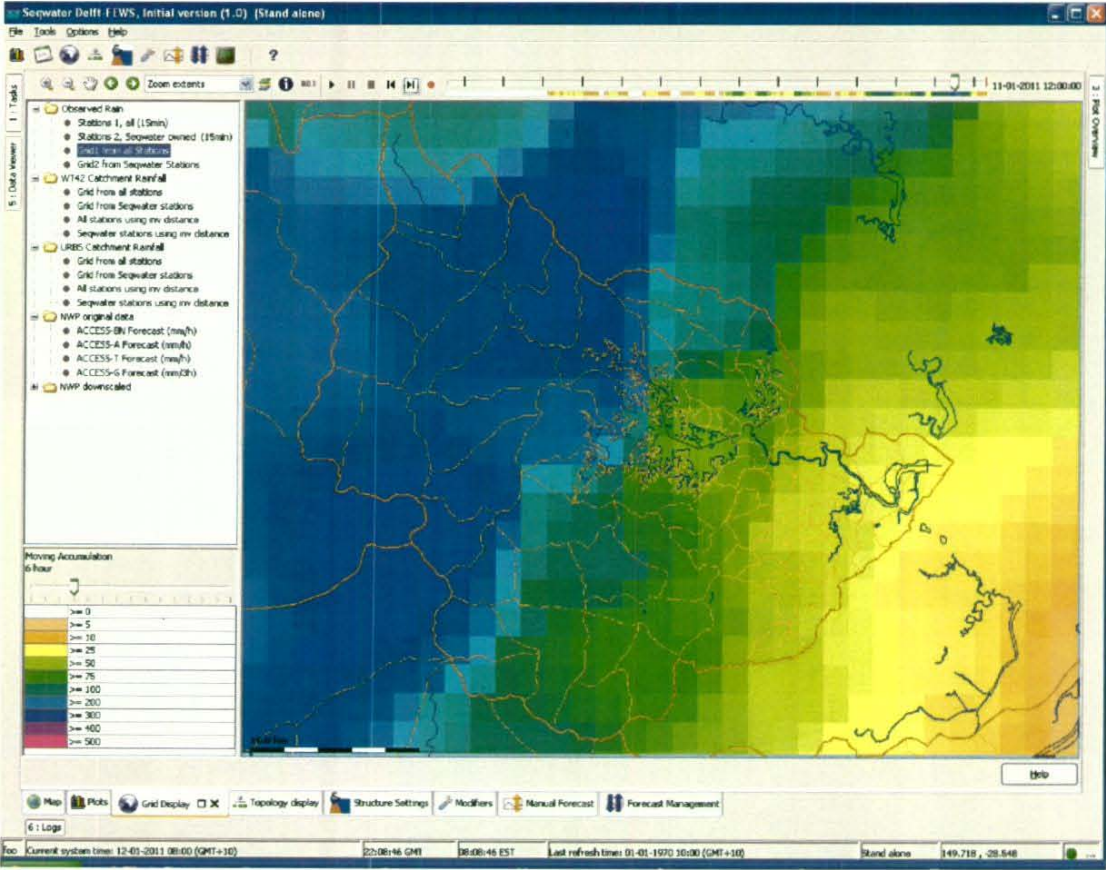 Seqwater Delft-FEWS, Initial version (1.0) (Stand alone)
File Tools Options Help
?
Zoom extents
11-01-2011 12:00:00
1 : Tasks
5 : Data Viewer
3 : Plot Overview
Observed Rain
Stations 1, all (15min)
Stations 2, Seqwater owned (15min)
Grid1 from all Stations
Grid2 from Seqwater Stations
WT42 Catchment Rainfall
Grid from all stations
Grid from Seqwater stations
All stations using inv distance
Seqwater stations using inv distance
URBS Catchment Rainfall
Grid from all stations
Grid from Seqwater stations
All stations using inv distance
Seqwater stations using inv distance
NWP original data
ACCESS-BN Forecast (mm/h)
ACCESS-A Forecast (mm/h)
ACCESS-T Forecast (mm/h)
ACCESS-G Forecast (mm/3h)
NWP downscaled
Moving Accumulation
6 hour
>= 0
>= 5
>= 10
>= 25
>= 50
>= 75
>= 100
>= 200
>= 300
>= 400
>= 500
Help
Map Plots Grid Display Topology display Structure Settings Modifiers Manual Forecast Forecast Management
6 : Logs
foo Current system time: 12-01-2011 08:00 (GMT+10) 22:08:46 GMT 08:08:46 EST Last refresh time: 01-01-1970 10:00 (GMT+10) Stand alone 149.718 , -28.548